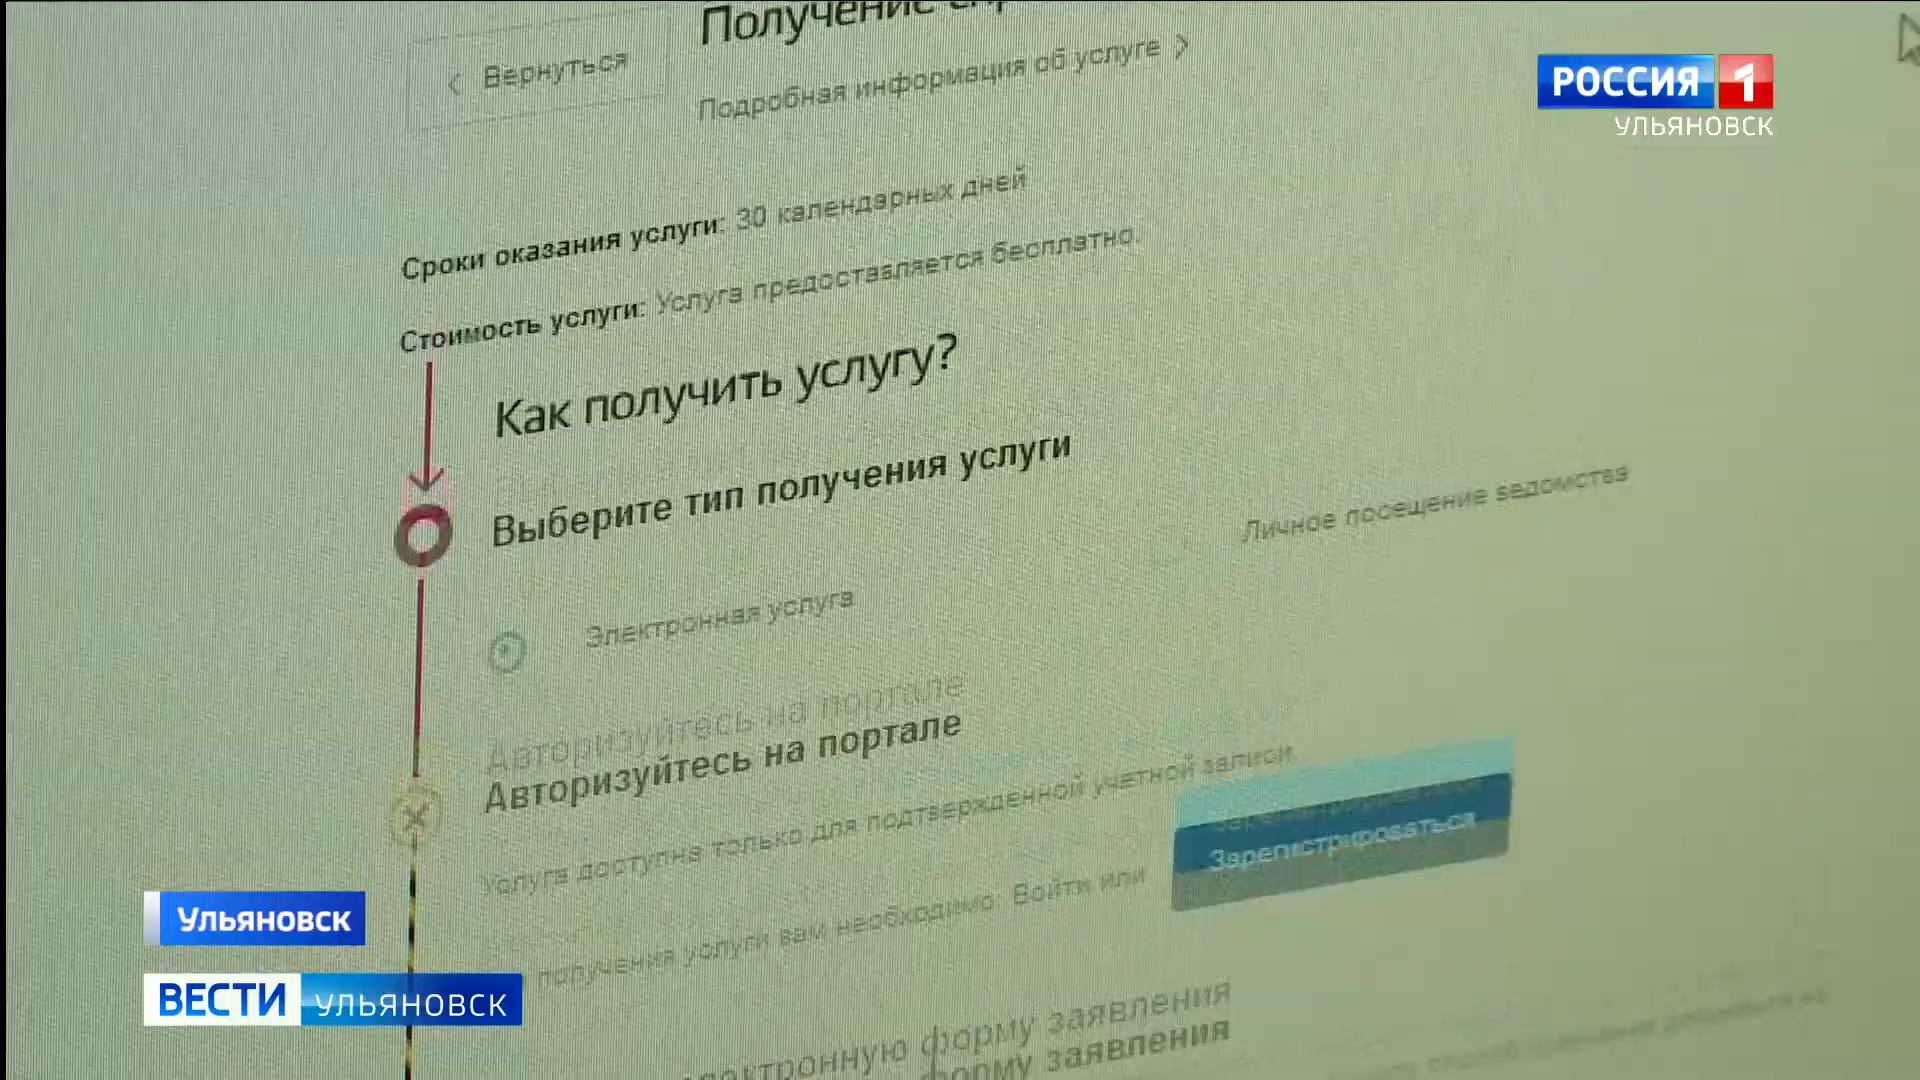 Получение
Вернуться
Подробная информация об услуге
РОССИЯ 1
УЛЬЯНОВСК
Сроки оказания услуги: 30 календарных дней
Стоимость услуги: Услуга предоставляется бесплатно.
Как получить услугу?
Выберите тип получения услуги
Электронная услуга
Личное посещение ведомства
Авторизуйтесь на портале
Авторизуйтесь на портале
Услуга доступна только для подтвержденной учетной записи.
получения услуги вам необходимо: Войти или
Зарегистрироваться
форму заявления
форму заявления
Ульяновск
ВЕСТИ УЛЬЯНОВСК